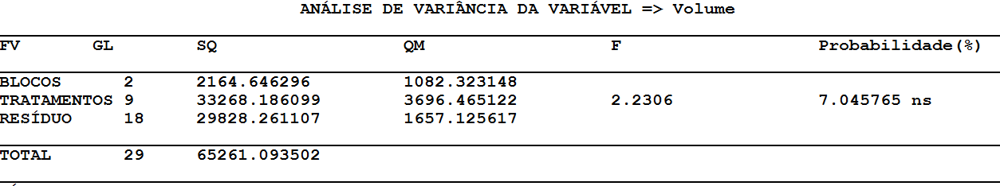 ANÁLISE DE VARIÂNCIA DA VARIÁVEL => Volume
FV GL SQ QM F Probabilidade(%)
BLOCOS 2 2164.646296 1082.323148
TRATAMENTOS 9 33268.186099 3696.465122 2.2306 7.045765 ns
RESÍDUO 18 29828.261107 1657.125617
TOTAL 29 65261.093502